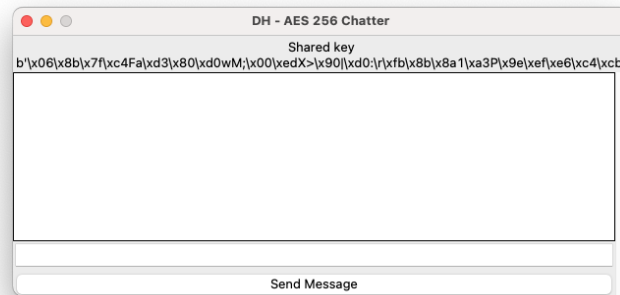 DH - AES 256 Chatter
Shared key
b'\x06\x8b\x7f\xc4Fa\xd3\x80\xd0wM;\x00\xedX>\x90|\xd0:\r\xfb\x8b\x8a1\xa3P\x9e\xef\xe6\xc4\xcb
Send Message